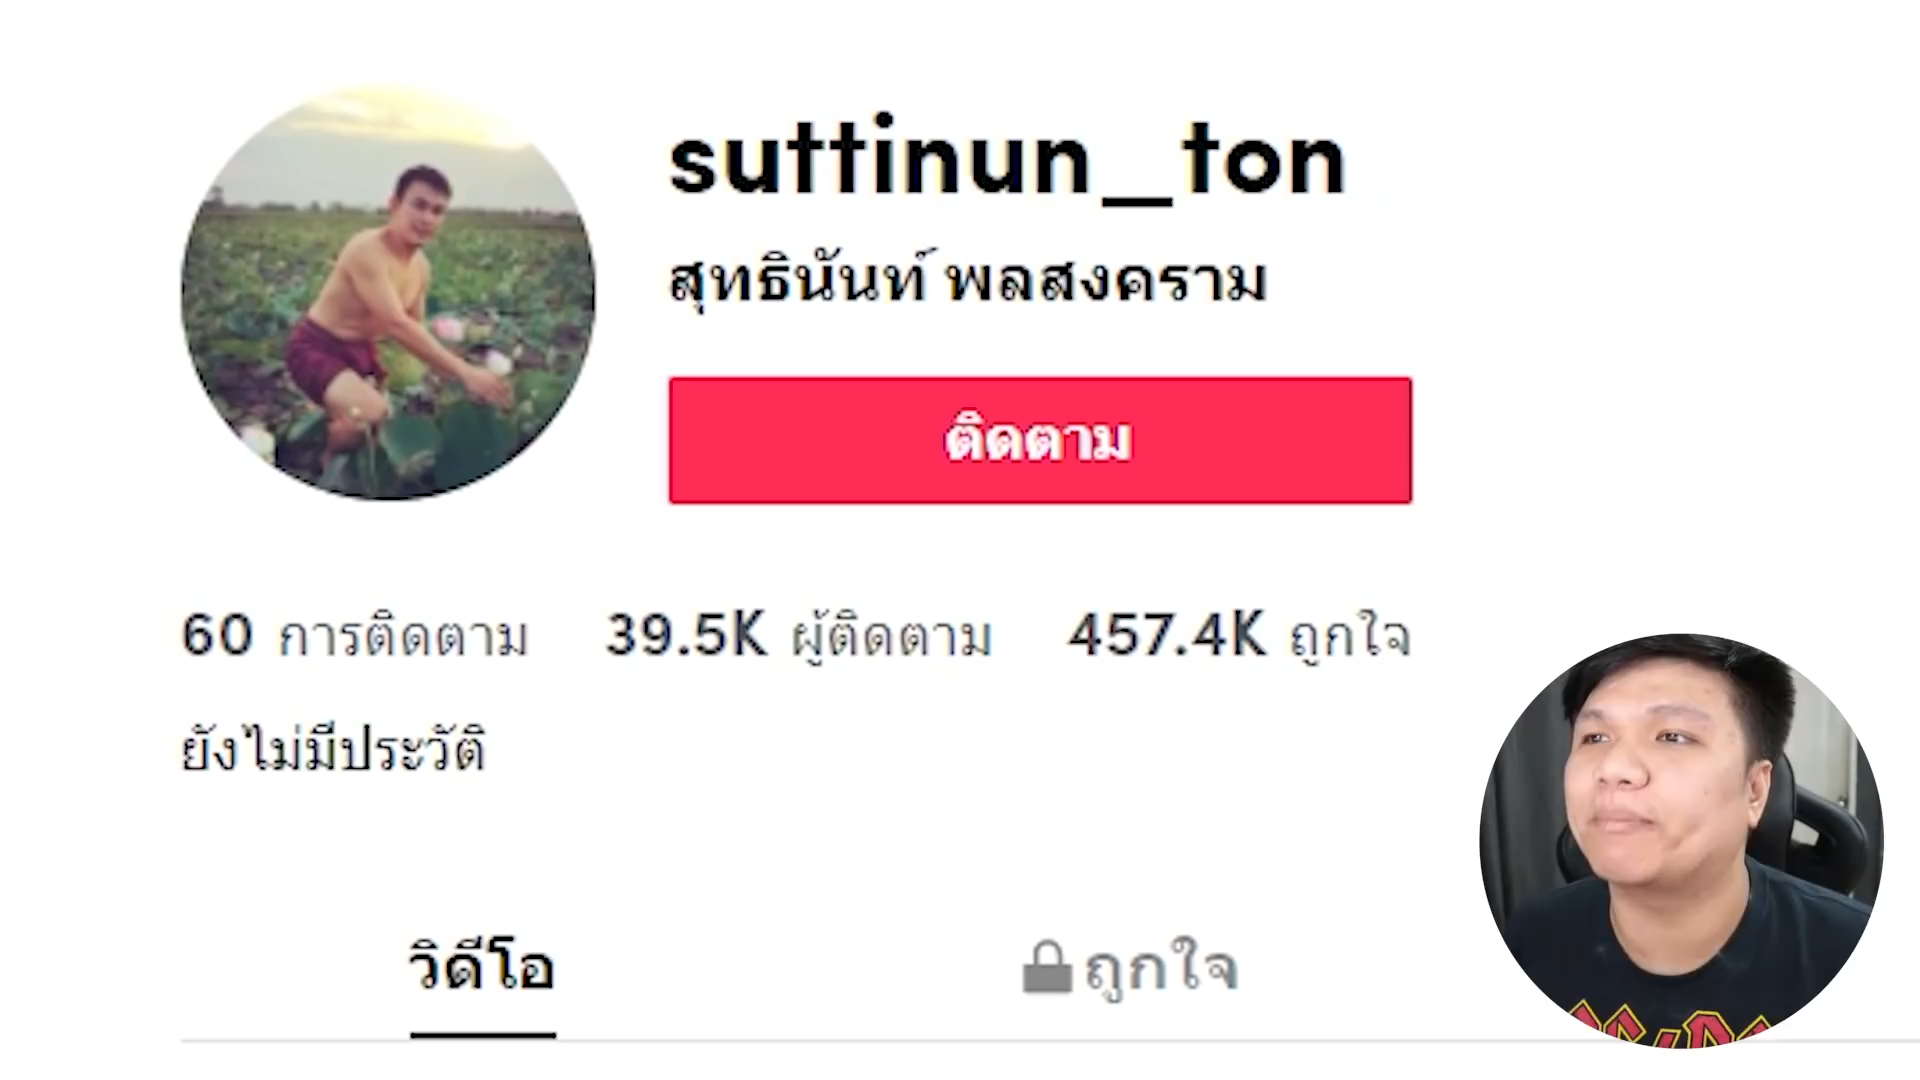 suttinun_ton
สุทธินันท์ พลสงคราม
ติดตาม
60 การติดตาม 39.5K ผู้ติดตาม 457.4K ถูกใจ
ยังไม่มีประวัติ
วิดีโอ ถูกใจ